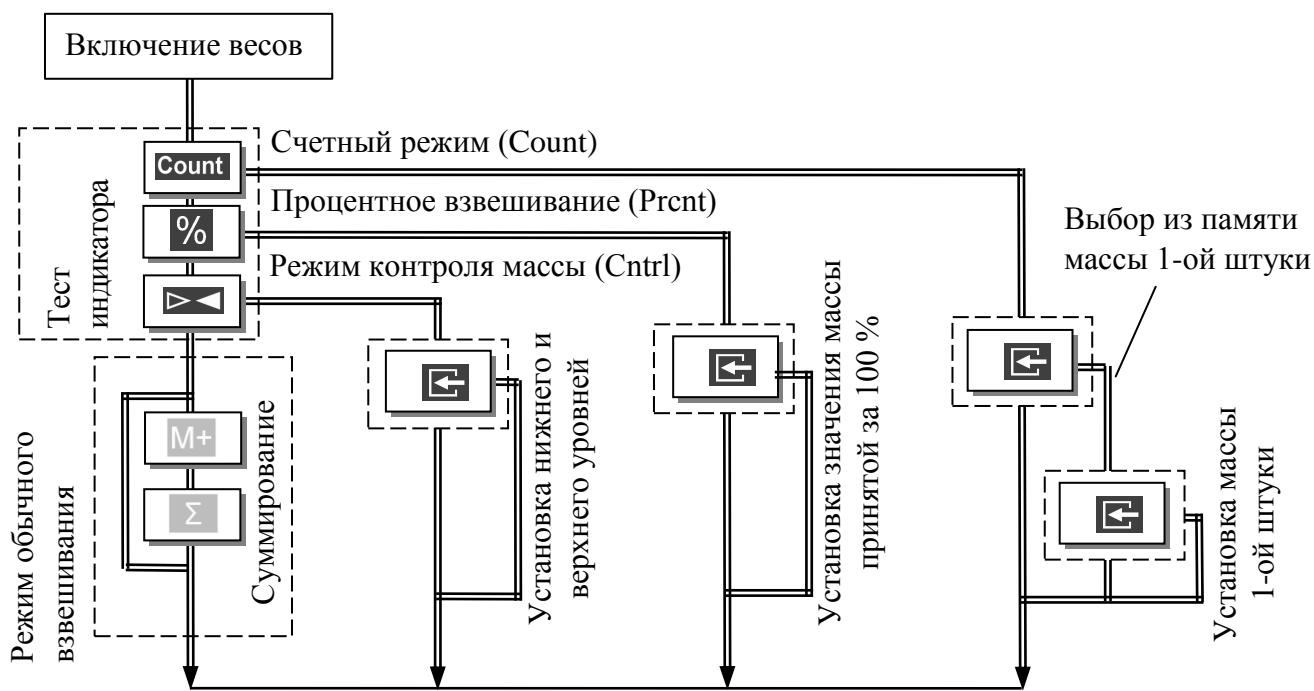 Включение весов
Счетный режим (Count)
Count
Процентное взвешивание (Prcnt)
%
Режим контроля массы (Cntrl)
Тест
индикатора
Выбор из памяти
массы 1-ой штуки
M+
Σ
Суммирование
Режим обычного
взвешивания
Установка нижнего и
верхнего уровней
Установка значения массы
принятой за 100 %
Установка массы
1-ой штуки